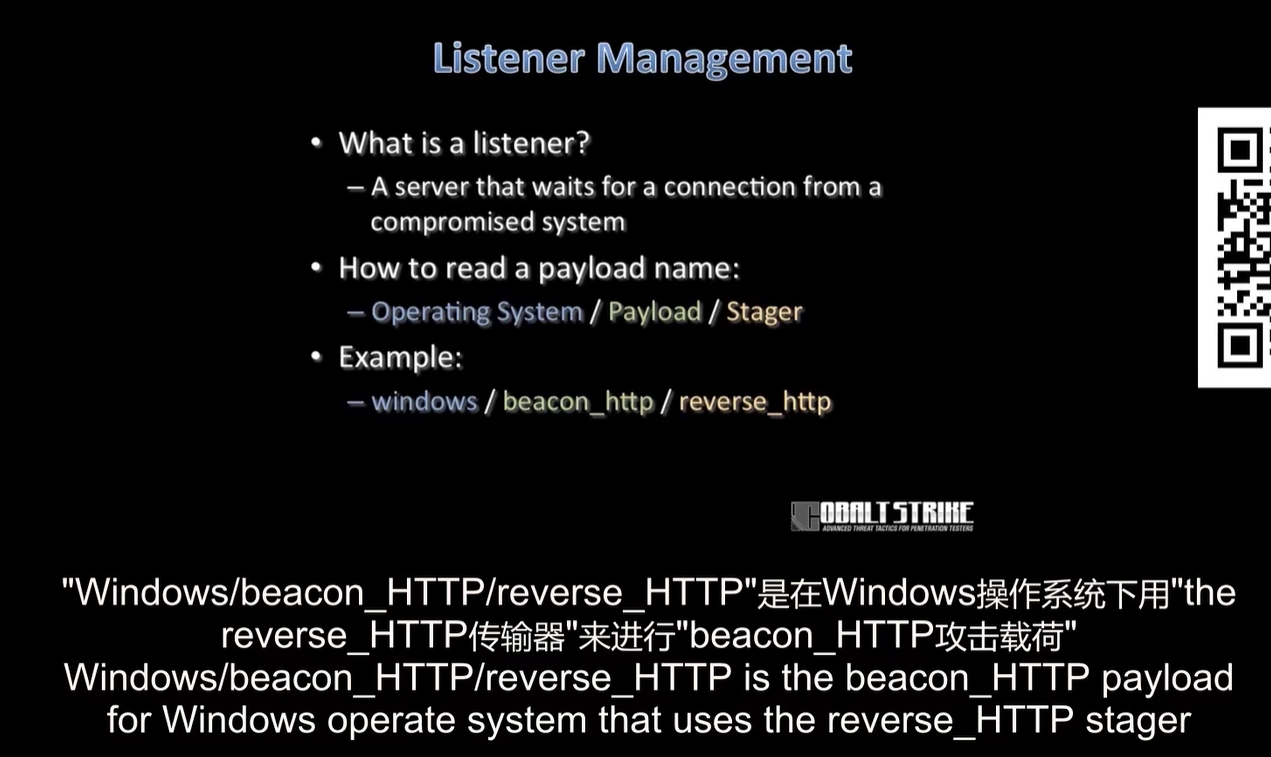 Listener Management
• What is a listener?
– A server that waits for a connection from a
compromised system
• How to read a payload name:
– Operating System / Payload / Stager
• Example:
– windows / beacon_http / reverse_http
COBALT STRIKE
ADVANCED THREAT TACTICS FOR PENETRATION TESTERS
"Windows/beacon_HTTP/reverse_HTTP"是在Windows操作系统下用"the
reverse_HTTP传输器"来进行"beacon_HTTP攻击载荷"
Windows/beacon_HTTP/reverse_HTTP is the beacon_HTTP payload
for Windows operate system that uses the reverse_HTTP stager